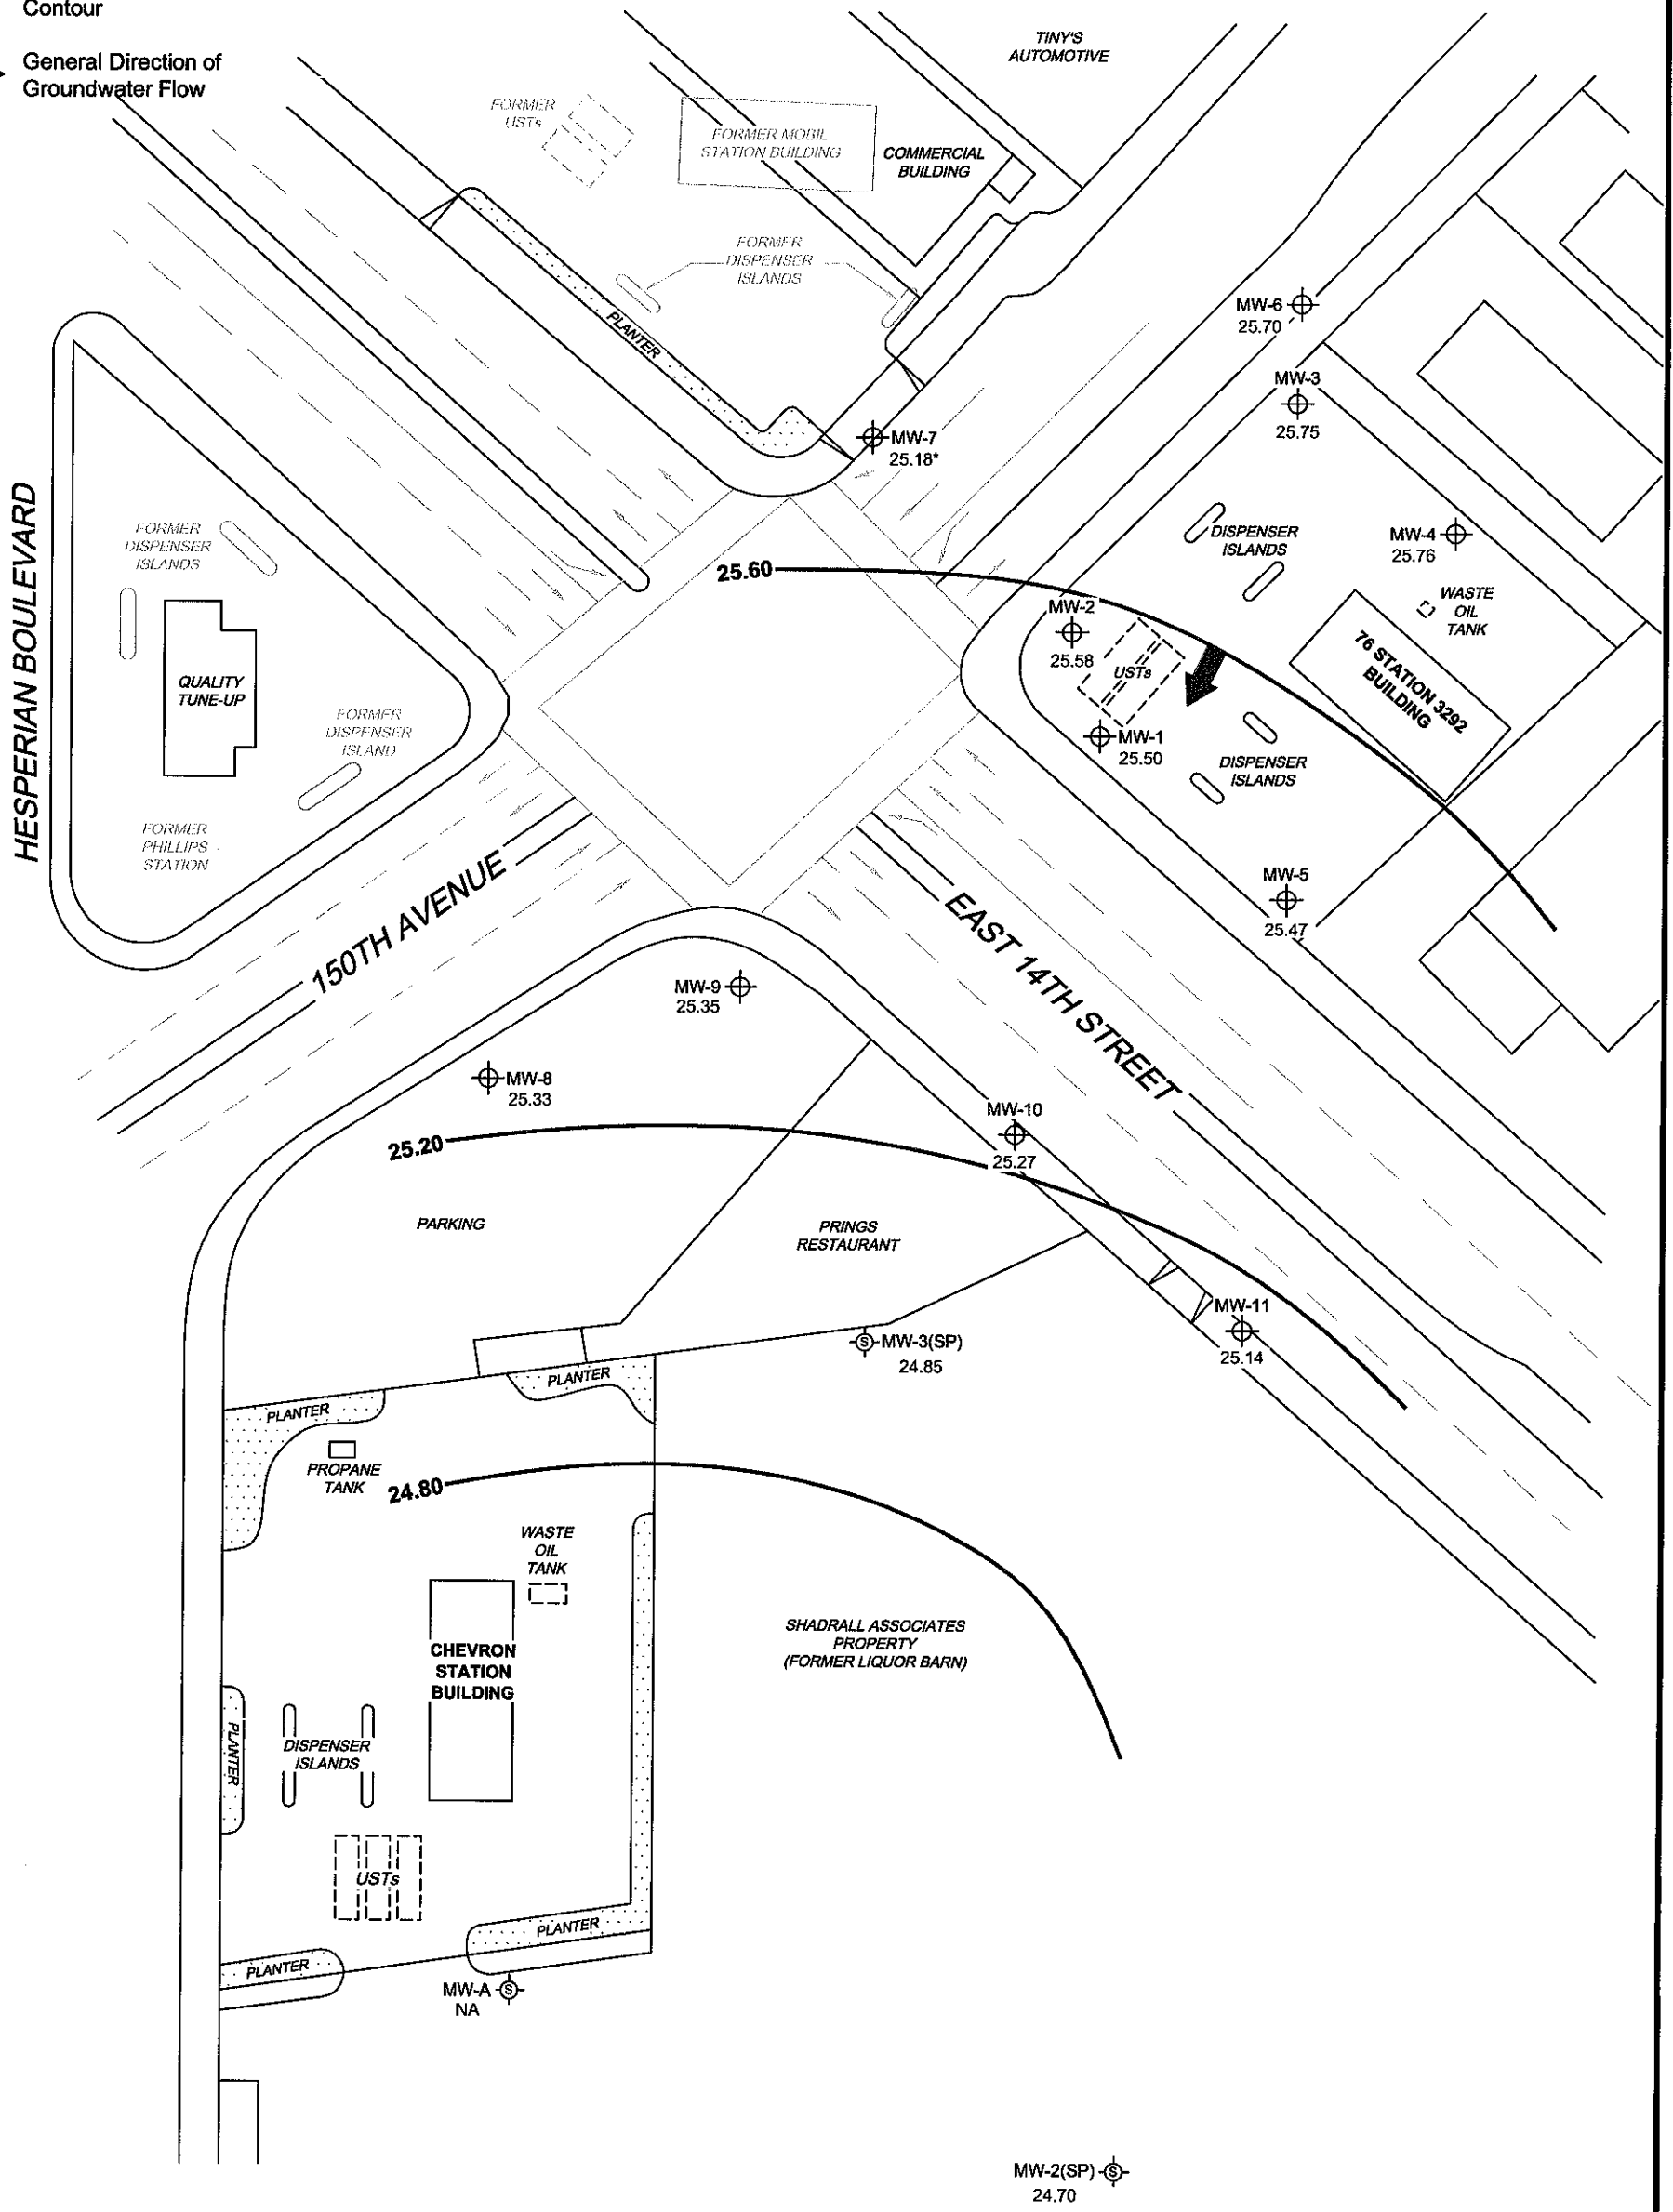 Contour
General Direction of
Groundwater Flow
TINY'S
AUTOMOTIVE
FORMER
USTs
FORMER MOBIL
STATION BUILDING
COMMERCIAL
BUILDING
FORMER
DISPENSER
ISLANDS
PLANTER
MW-6
25.70
MW-3
25.75
MW-7
25.18*
HESPERIAN BOULEVARD
FORMER
DISPENSER
ISLANDS
DISPENSER
ISLANDS
MW-4
25.76
25.60
WASTE
OIL
TANK
MW-2
25.58
USTs
76 STATION 3292
BUILDING
QUALITY
TUNE-UP
FORMER
DISPENSER
ISLAND
MW-1
25.50
DISPENSER
ISLANDS
FORMER
PHILLIPS
STATION
150TH AVENUE
EAST 14TH STREET
MW-5
25.47
MW-9
25.35
MW-8
25.33
MW-10
25.27
25.20
PARKING
PRINGS
RESTAURANT
MW-11
25.14
MW-3(SP)
24.85
PLANTER
PLANTER
PROPANE
TANK
24.80
WASTE
OIL
TANK
SHADRALL ASSOCIATES
PROPERTY
(FORMER LIQUOR BARN)
CHEVRON
STATION
BUILDING
PLANTER
DISPENSER
ISLANDS
USTs
PLANTER
PLANTER
MW-A
NA
MW-2(SP)
24.70